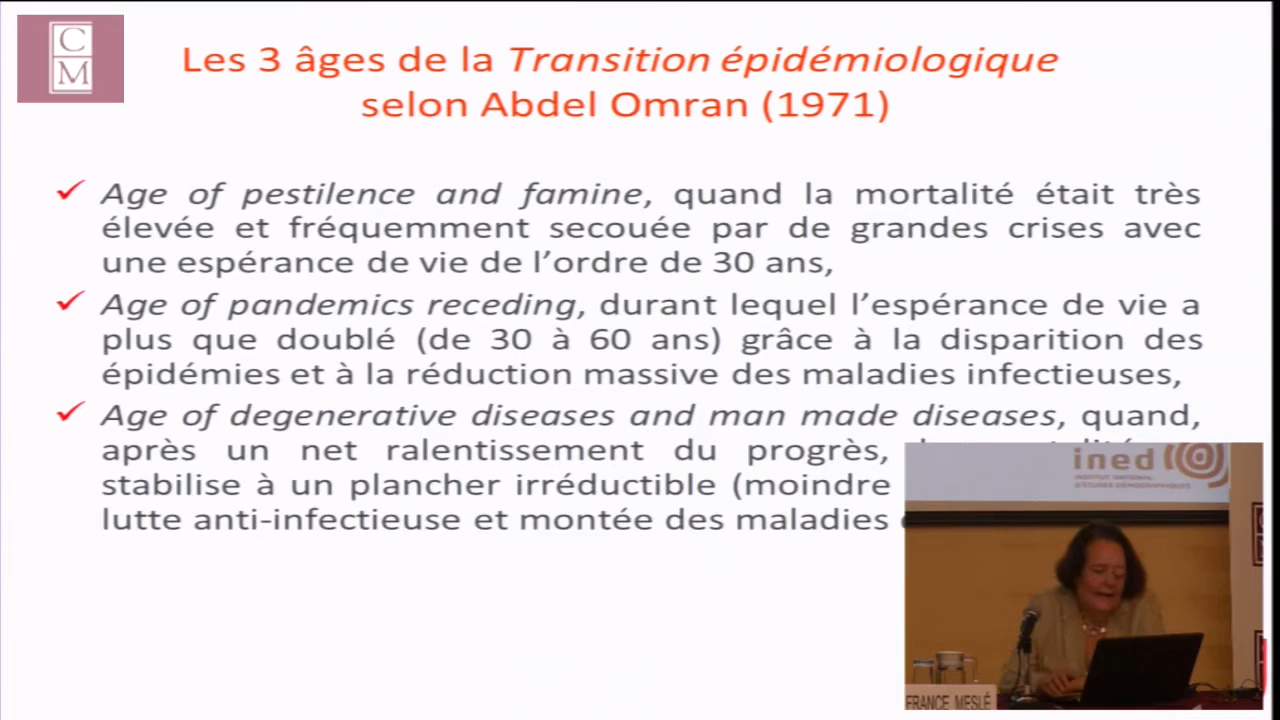 C
M
Les 3 âges de la Transition épidémiologique
selon Abdel Omran (1971)
Age of pestilence and famine, quand la mortalité était très
élevée et fréquemment secouée par de grandes crises avec
une espérance de vie de l’ordre de 30 ans,
Age of pandemics receding, durant lequel l’espérance de vie a
plus que doublé (de 30 à 60 ans) grâce à la disparition des
épidémies et à la réduction massive des maladies infectieuses,
Age of degenerative diseases and man made diseases, quand,
après un net ralentissement du progrès,
stabilise à un plancher irréductible (moindre
lutte anti-infectieuse et montée des maladies
ined
INSTITUT NATIONAL
D'ÉTUDES DÉMOGRAPHIQUES
FRANCE MESLÉ